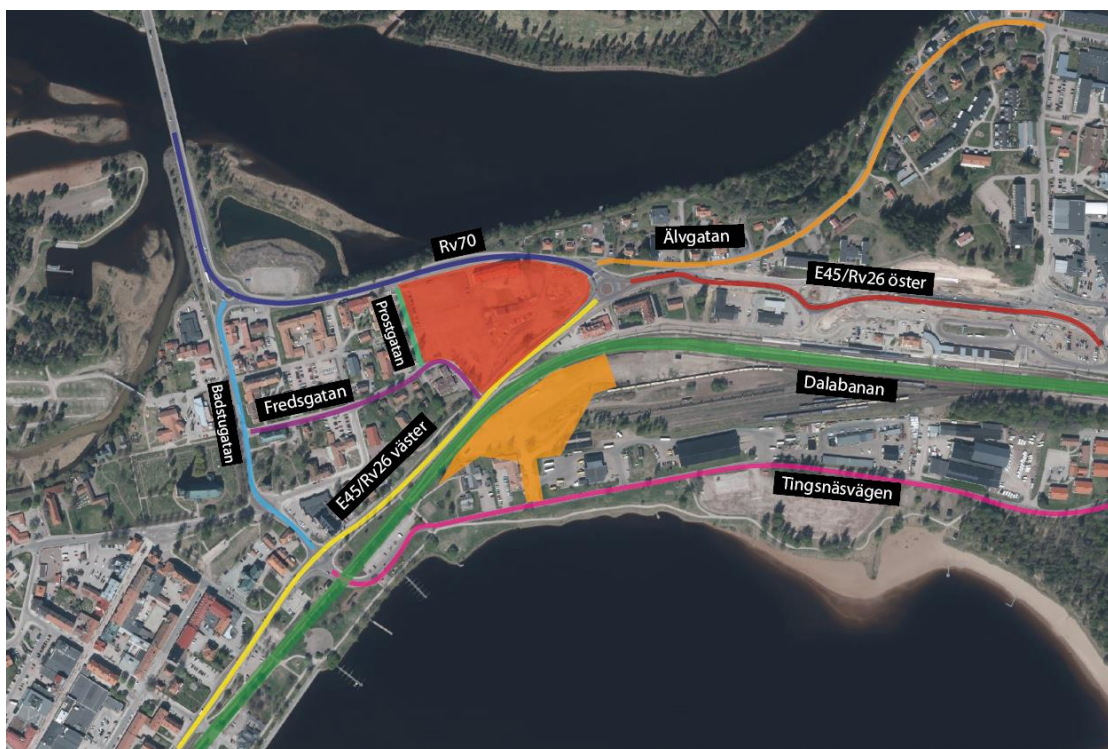 Rv70
Älvgatan
E45/Rv26 öster
Prostgatan
Dalabanan
Fredsgatan
Badstugatan
E45/Rv26 väster
Tingsnäsvägen